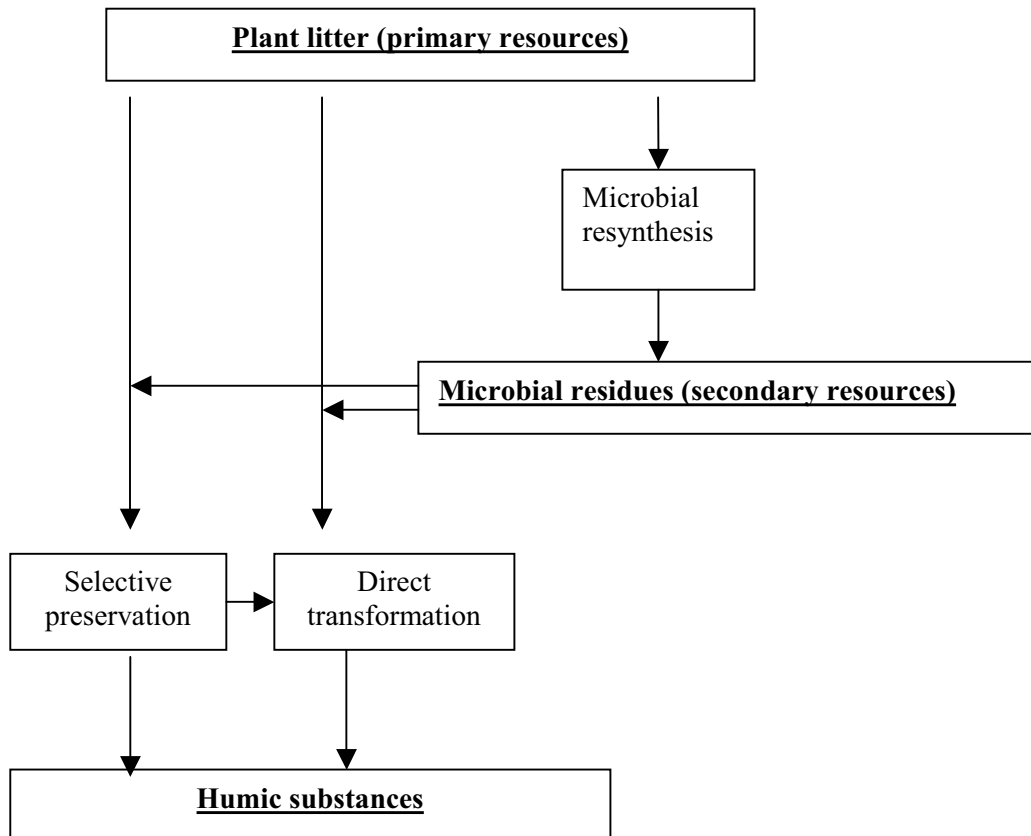 Plant litter (primary resources)
Microbial
resynthesis
Microbial residues (secondary resources)
Selective
preservation
Direct
transformation
Humic substances